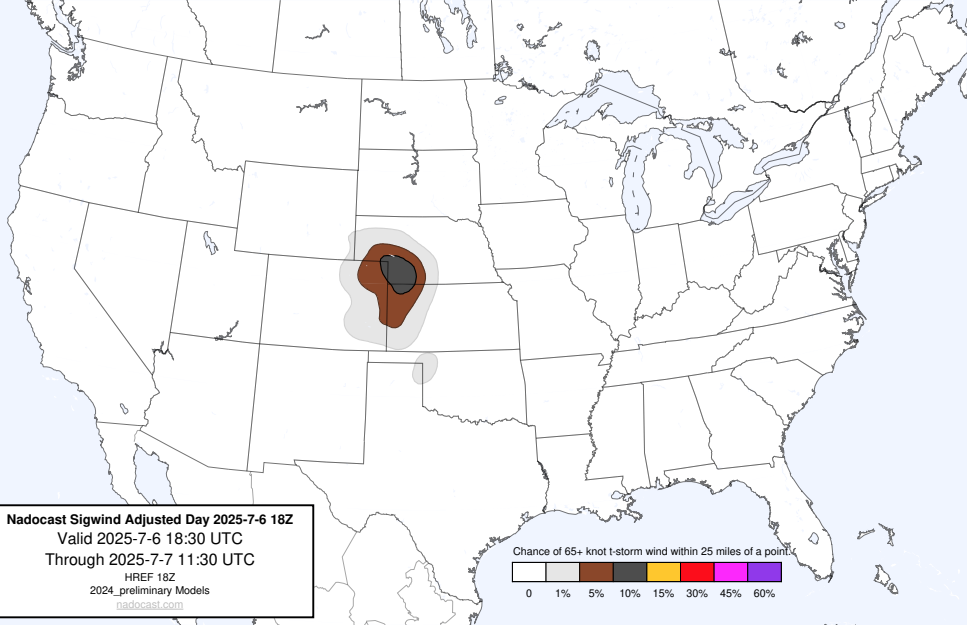 Nadocast Sigwind Adjusted Day 2025-7-6 18Z
Valid 2025-7-6 18:30 UTC
Through 2025-7-7 11:30 UTC
HREF 18Z
2024_preliminary Models
nadocast.com
Chance of 65+ knot t-storm wind within 25 miles of a point.
0 1% 5% 10% 15% 30% 45% 60%